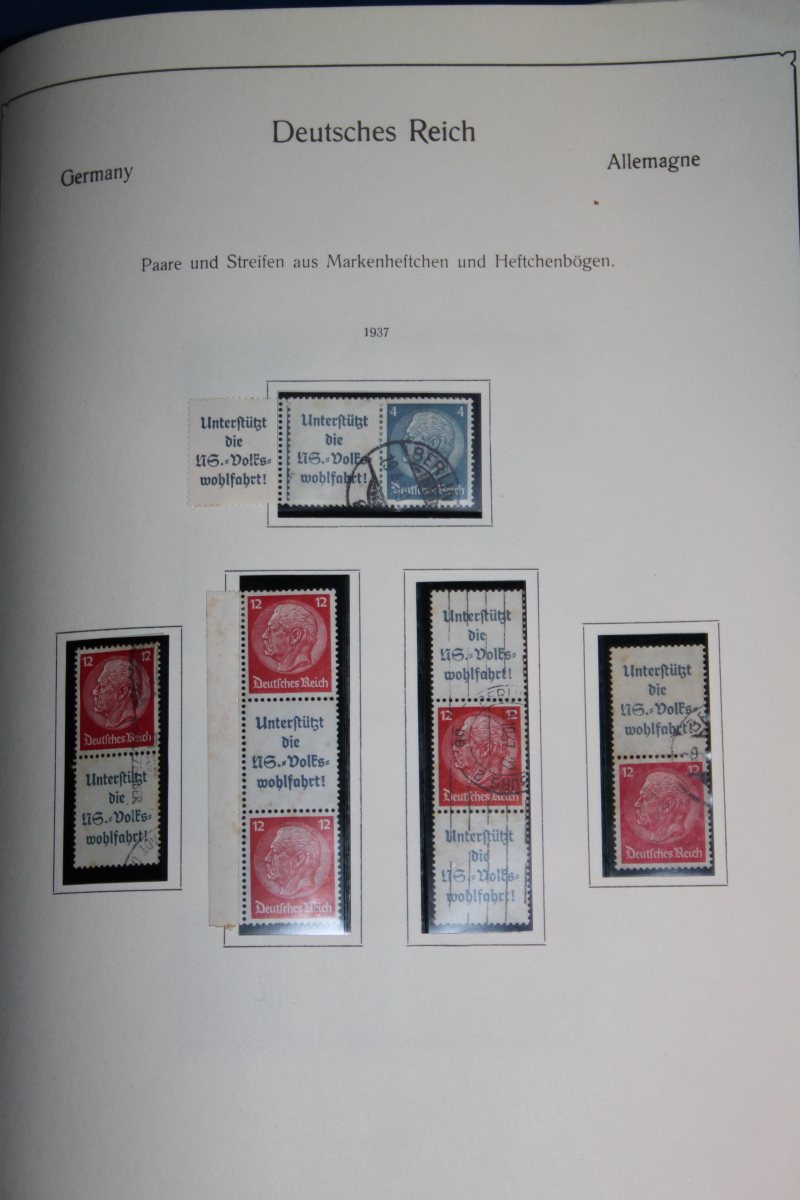 Deutsches Reich
Germany
Allemagne
Paare und Streifen aus Markenheftchen und Heftchenbögen.
1937
Unterstützt
die
NS.=Volks=
wohlfahrt!
Unterstützt
die
NS.=Volks=
wohlfahrt!
4 4
Deutsches Reich
BERL
12 12
Deutsches Reich
Unterstützt
die
NS.=Volks=
wohlfahrt!
12 12
Deutsches Reich
Unterstützt
die
NS.=Volks=
wohlfahrt!
12 12
Deutsches Reich
Unterstützt
die
NS.=Volks=
wohlfahrt!
BERLI
12 12
Deutsches Reich
Unterstützt
die
NS.=Volks=
wohlfahrt!
Unterstützt
die
NS.=Volks=
wohlfahrt!
12 12
Deutsches Reich